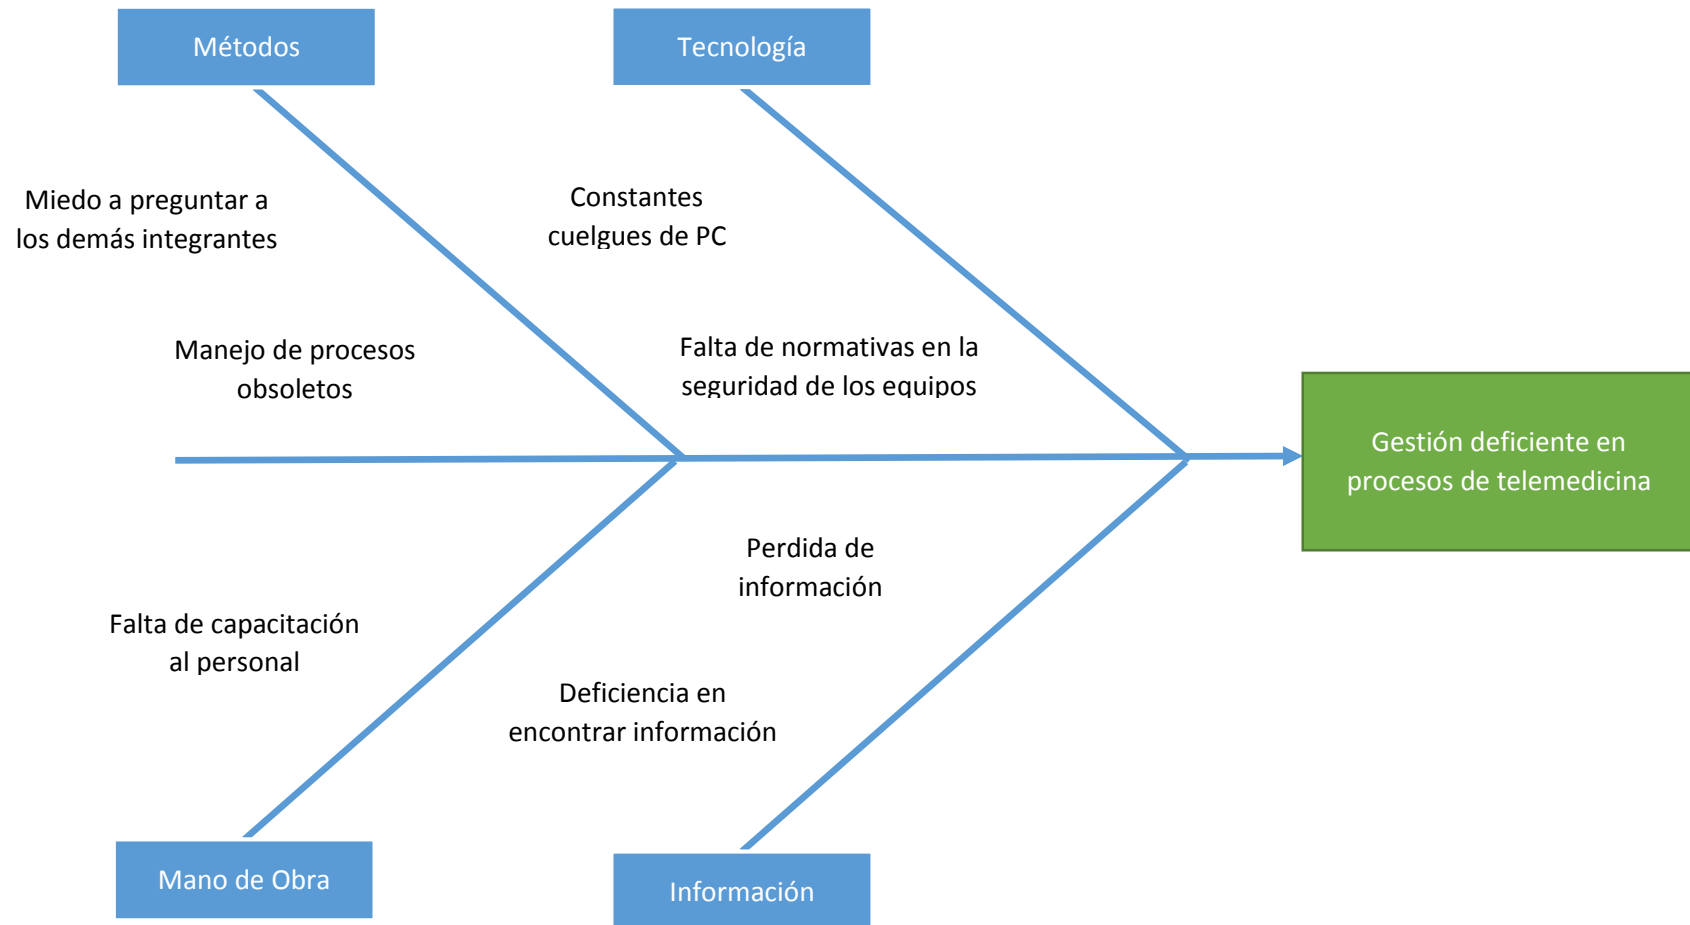 Métodos
Tecnología
Miedo a preguntar a
los demás integrantes
Constantes
cuelgues de PC
Manejo de procesos
obsoletos
Falta de normativas en la
seguridad de los equipos
Gestión deficiente en
procesos de telemedicina
Perdida de
información
Falta de capacitación
al personal
Deficiencia en
encontrar información
Mano de Obra
Información